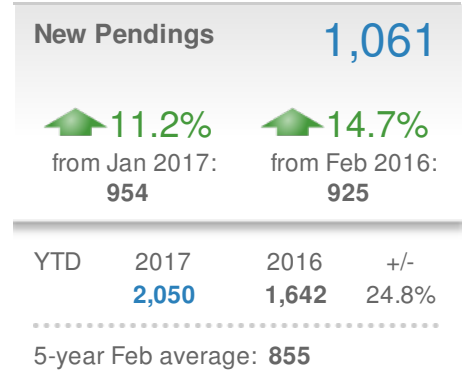 New Pendings 1,061
11.2% 14.7%
from Jan 2017: from Feb 2016:
954 925
YTD 2017 2016 +/-
2,050 1,642 24.8%
5-year Feb average: 855